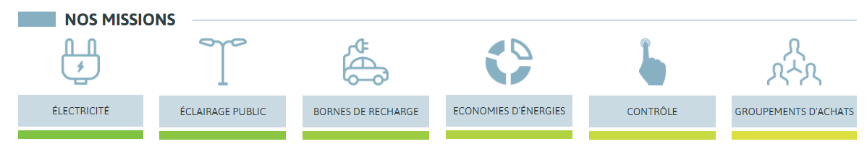 NOS MISSIONS
ÉLECTRICITÉ
ÉCLAIRAGE PUBLIC
BORNES DE RECHARGE
ECONOMIES D'ÉNERGIES
CONTRÔLE
GROUPEMENTS D'ACHATS